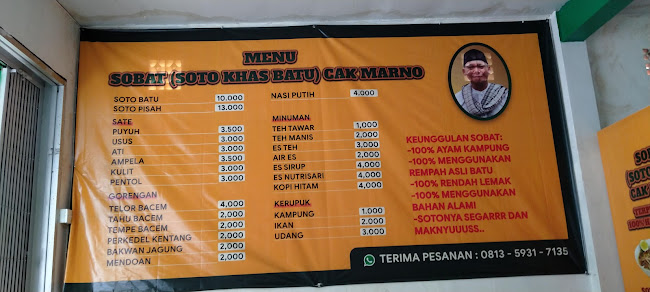 MENU
SOBAT (SOTO KHAS BATU) CAK MARNO
SOTO BATU 10.000
SOTO PISAH 13.000
SATE
PUYUH 3.500
USUS 3.000
ATI 3.000
AMPELA 3.500
KULIT 3.000
PENTOL 3.000
GORENGAN
TELOR BACEM 4,000
TAHU BACEM 2,000
TEMPE BACEM 2,000
PERKEDEL KENTANG 2,000
BAKWAN JAGUNG 2,000
MENDOAN 2,000
NASI PUTIH 4.000
MINUMAN
TEH TAWAR 1,000
TEH MANIS 2,000
ES TEH 3,000
AIR ES 2,000
ES SIRUP 4,000
ES NUTRISARI 4,000
KOPI HITAM 4,000
KERUPUK
KAMPUNG 1.000
IKAN 2.000
UDANG 3.000
KEUNGGULAN SOBAT:
-100% AYAM KAMPUNG
-100% MENGGUNAKAN
REMPAH ASLI BATU
-100% RENDAH LEMAK
-100% MENGGUNAKAN
BAHAN ALAMI
-SOTONYA SEGARRR DAN
MAKNYUUUSS..
TERIMA PESANAN : 0813 - 5931 - 7135